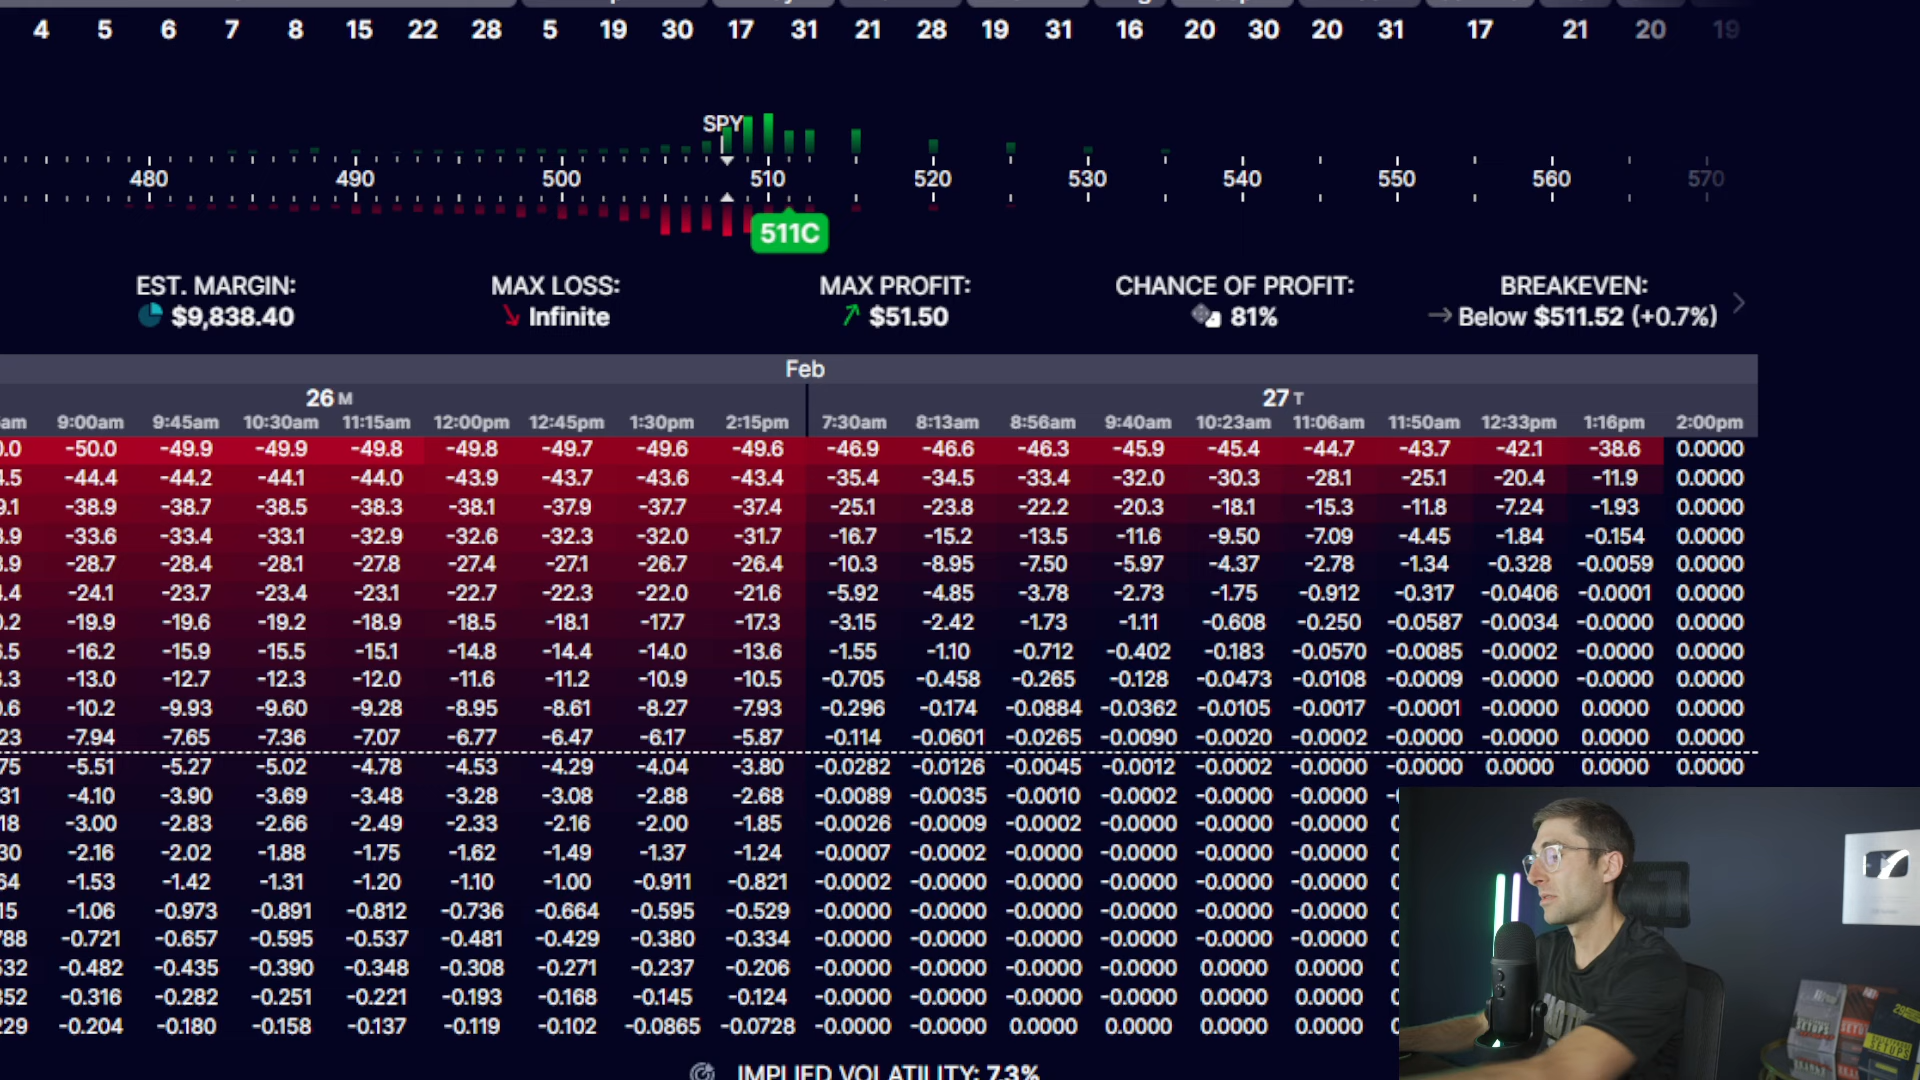 4 5 6 7 8 15 22 28 5 19 30 17 31 21 28 19 31 16 20 30 20 31 17 21 20 19
SPY
480 490 500 510 520 530 540 550 560 570
511C
EST. MARGIN: MAX LOSS: MAX PROFIT: CHANCE OF PROFIT: BREAKEVEN:
$9,838.40 Infinite $51.50 81% Below $511.52 (+0.7%)
Feb
26 M 27 T
am 9:00am 9:45am 10:30am 11:15am 12:00pm 12:45pm 1:30pm 2:15pm 7:30am 8:13am 8:56am 9:40am 10:23am 11:06am 11:50am 12:33pm 1:16pm 2:00pm
0.0 -50.0 -49.9 -49.9 -49.8 -49.8 -49.7 -49.6 -49.6 -46.9 -46.6 -46.3 -45.9 -45.4 -44.7 -43.7 -42.1 -38.6 0.0000
4.5 -44.4 -44.2 -44.1 -44.0 -43.9 -43.7 -43.6 -43.4 -35.4 -34.5 -33.4 -32.0 -30.3 -28.1 -25.1 -20.4 -11.9 0.0000
9.1 -38.9 -38.7 -38.5 -38.3 -38.1 -37.9 -37.7 -37.4 -25.1 -23.8 -22.2 -20.3 -18.1 -15.3 -11.8 -7.24 -1.93 0.0000
3.9 -33.6 -33.4 -33.1 -32.9 -32.6 -32.3 -32.0 -31.7 -16.7 -15.2 -13.5 -11.6 -9.50 -7.09 -4.45 -1.84 -0.154 0.0000
3.9 -28.7 -28.4 -28.1 -27.8 -27.4 -27.1 -26.7 -26.4 -10.3 -8.95 -7.50 -5.97 -4.37 -2.78 -1.34 -0.328 -0.0059 0.0000
4.4 -24.1 -23.7 -23.4 -23.1 -22.7 -22.3 -22.0 -21.6 -5.92 -4.85 -3.78 -2.73 -1.75 -0.912 -0.317 -0.0406 -0.0001 0.0000
0.2 -19.9 -19.6 -19.2 -18.9 -18.5 -18.1 -17.7 -17.3 -3.15 -2.42 -1.73 -1.11 -0.608 -0.250 -0.0587 -0.0034 -0.0000 0.0000
6.5 -16.2 -15.9 -15.5 -15.1 -14.8 -14.4 -14.0 -13.6 -1.55 -1.10 -0.712 -0.402 -0.183 -0.0570 -0.0085 -0.0002 -0.0000 0.0000
3.3 -13.0 -12.7 -12.3 -12.0 -11.6 -11.2 -10.9 -10.5 -0.705 -0.458 -0.265 -0.128 -0.0473 -0.0108 -0.0009 -0.0000 -0.0000 0.0000
0.6 -10.2 -9.93 -9.60 -9.28 -8.95 -8.61 -8.27 -7.93 -0.296 -0.174 -0.0884 -0.0362 -0.0105 -0.0017 -0.0001 -0.0000 0.0000 0.0000
23 -7.94 -7.65 -7.36 -7.07 -6.77 -6.47 -6.17 -5.87 -0.114 -0.0601 -0.0265 -0.0090 -0.0020 -0.0002 -0.0000 -0.0000 0.0000 0.0000
75 -5.51 -5.27 -5.02 -4.78 -4.53 -4.29 -4.04 -3.80 -0.0282 -0.0126 -0.0045 -0.0012 -0.0002 -0.0000 -0.0000 0.0000 0.0000 0.0000
31 -4.10 -3.90 -3.69 -3.48 -3.28 -3.08 -2.88 -2.68 -0.0089 -0.0035 -0.0010 -0.0002 -0.0000 -0.0000
18 -3.00 -2.83 -2.66 -2.49 -2.33 -2.16 -2.00 -1.85 -0.0026 -0.0009 -0.0002 -0.0000 -0.0000 -0.0000
30 -2.16 -2.02 -1.88 -1.75 -1.62 -1.49 -1.37 -1.24 -0.0007 -0.0002 -0.0000 -0.0000 -0.0000 -0.0000
64 -1.53 -1.42 -1.31 -1.20 -1.10 -1.00 -0.911 -0.821 -0.0002 -0.0000 -0.0000 -0.0000 -0.0000 -0.0000
15 -1.06 -0.973 -0.891 -0.812 -0.736 -0.664 -0.595 -0.529 -0.0000 -0.0000 -0.0000 -0.0000 -0.0000 -0.0000
788 -0.721 -0.657 -0.595 -0.537 -0.481 -0.429 -0.380 -0.334 -0.0000 -0.0000 -0.0000 -0.0000 -0.0000 -0.0000
532 -0.482 -0.435 -0.390 -0.348 -0.308 -0.271 -0.237 -0.206 -0.0000 -0.0000 -0.0000 -0.0000 0.0000 0.0000
352 -0.316 -0.282 -0.251 -0.221 -0.193 -0.168 -0.145 -0.124 -0.0000 -0.0000 -0.0000 -0.0000 0.0000 0.0000
229 -0.204 -0.180 -0.158 -0.137 -0.119 -0.102 -0.0865 -0.0728 -0.0000 -0.0000 0.0000 0.0000 0.0000 0.0000
SETUPS
SETUPS
IMPLIED VOLATILITY: 7.3%